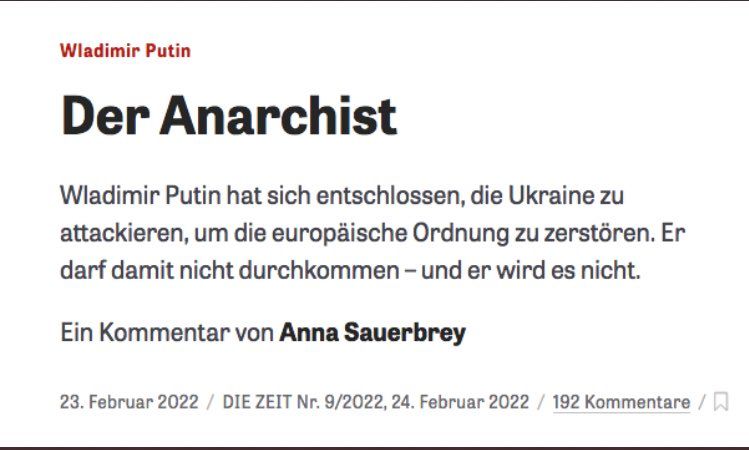 Wladimir Putin
Der Anarchist
Wladimir Putin hat sich entschlossen, die Ukraine zu
attackieren, um die europäische Ordnung zu zerstören. Er
darf damit nicht durchkommen – und er wird es nicht.
Ein Kommentar von Anna Sauerbrey
23. Februar 2022 / DIE ZEIT Nr. 9/2022, 24. Februar 2022 / 192 Kommentare /